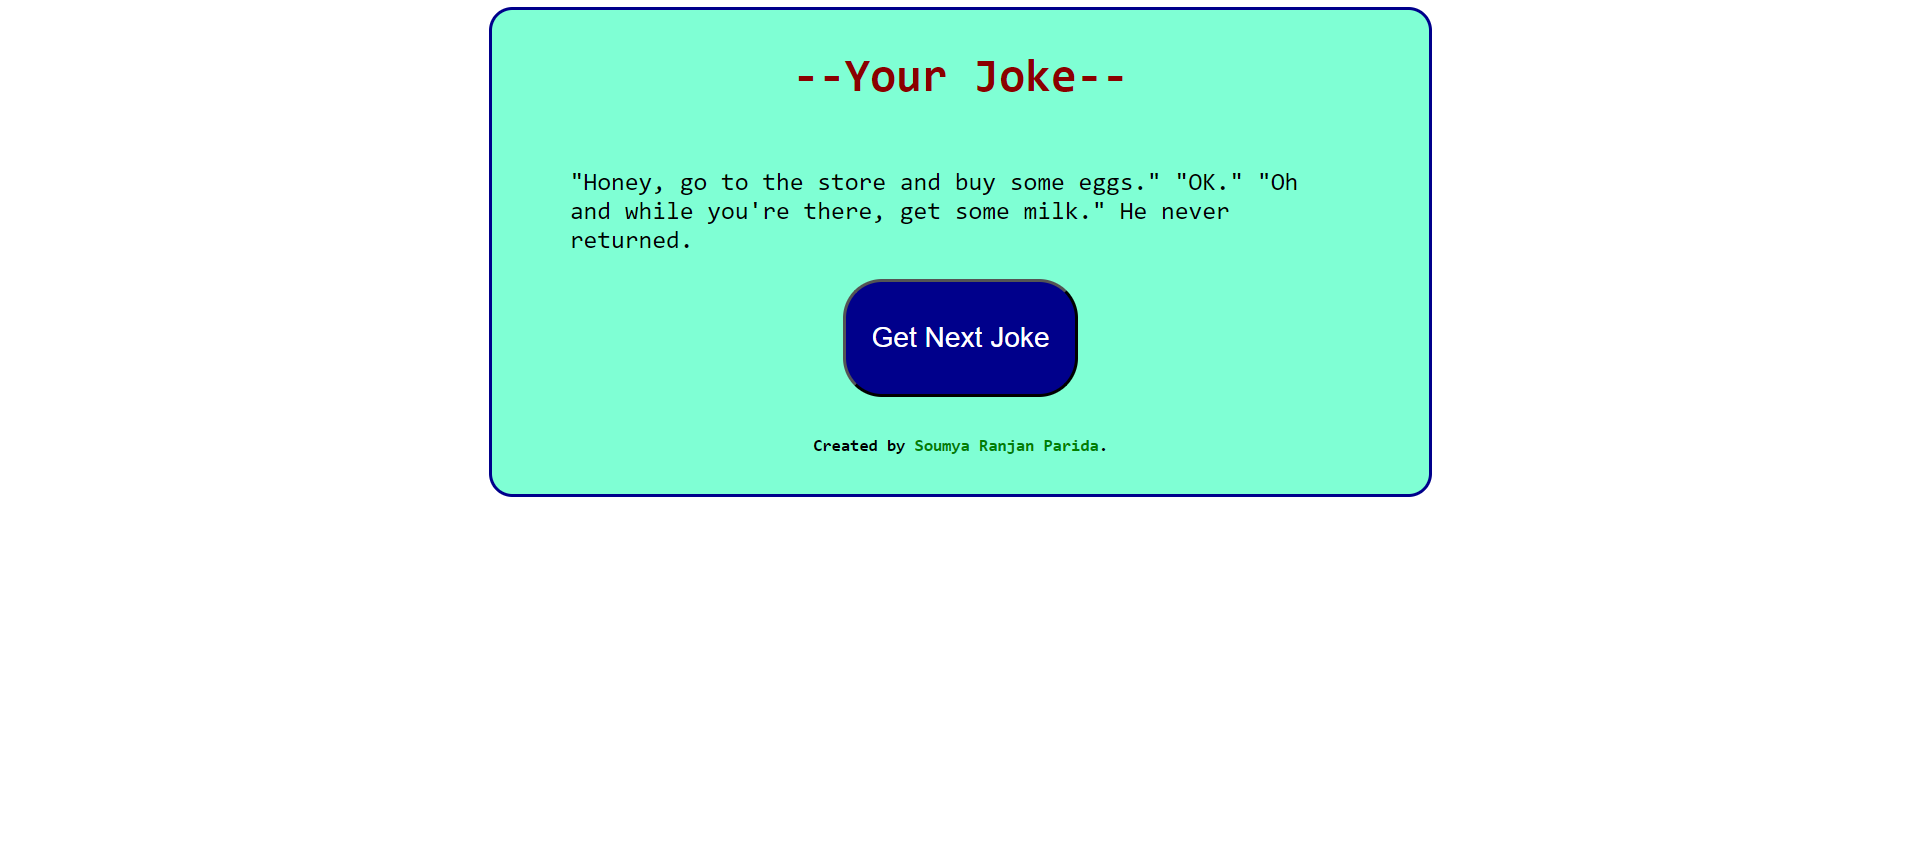 --Your Joke--
"Honey, go to the store and buy some eggs." "OK." "Oh
and while you're there, get some milk." He never
returned.
Get Next Joke
Created by Soumya Ranjan Parida.